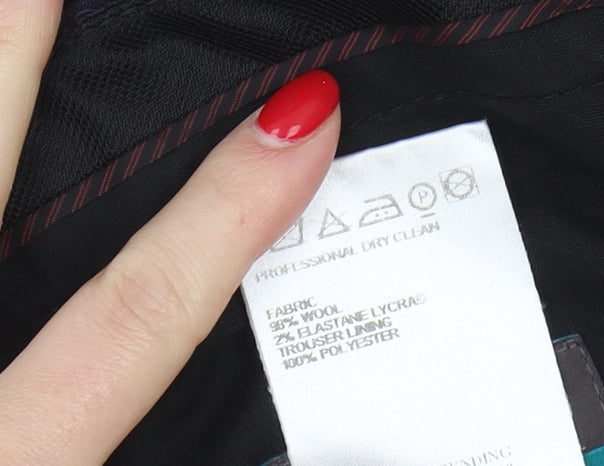 P
PROFESSIONAL DRY CLEAN
FABRIC
98% WOOL
2% ELASTANE LYCRA®
TROUSER LINING
100% POLYESTER